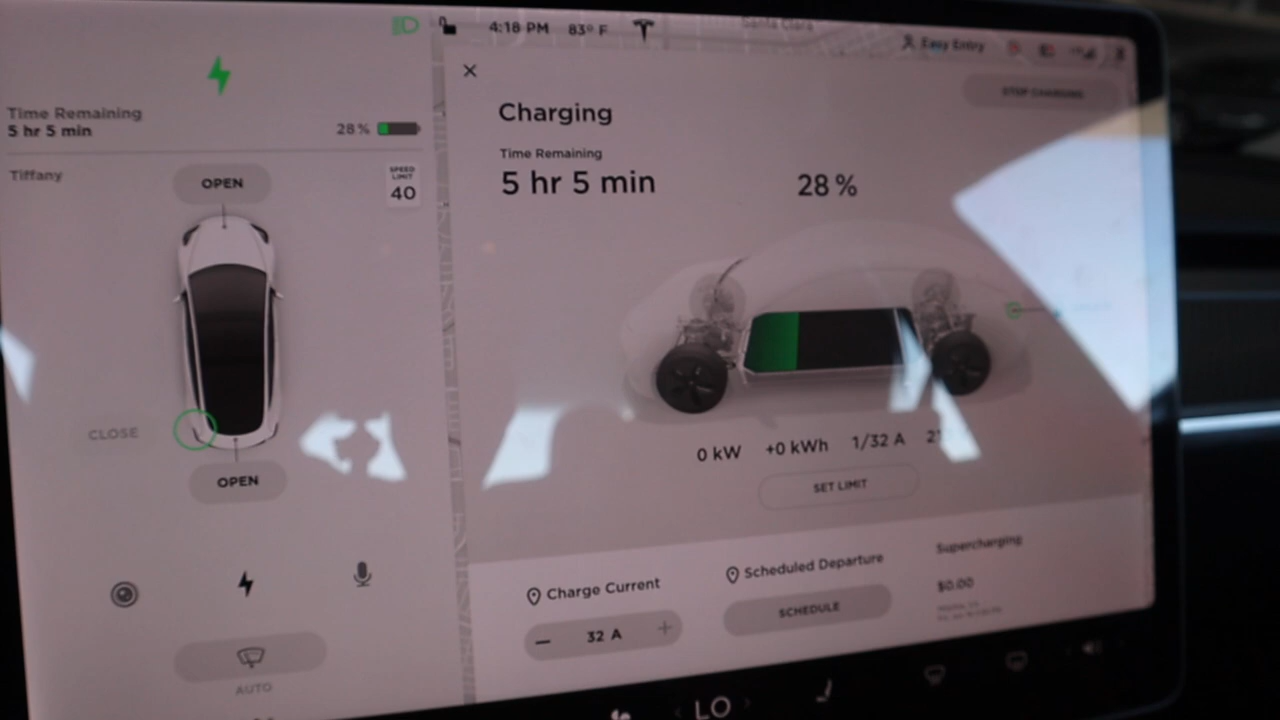 4:18 PM 83° F
Santa Clara
Easy Entry
STOP CHARGING
Time Remaining
5 hr 5 min
28 %
Tiffany
OPEN
SPEED
LIMIT
40
CLOSE
OPEN
AUTO
Charging
Time Remaining
5 hr 5 min
28 %
0 kW +0 kWh 1/32 A
SET LIMIT
Charge Current
32 A
Scheduled Departure
SCHEDULE
Supercharging
$0.00
LO